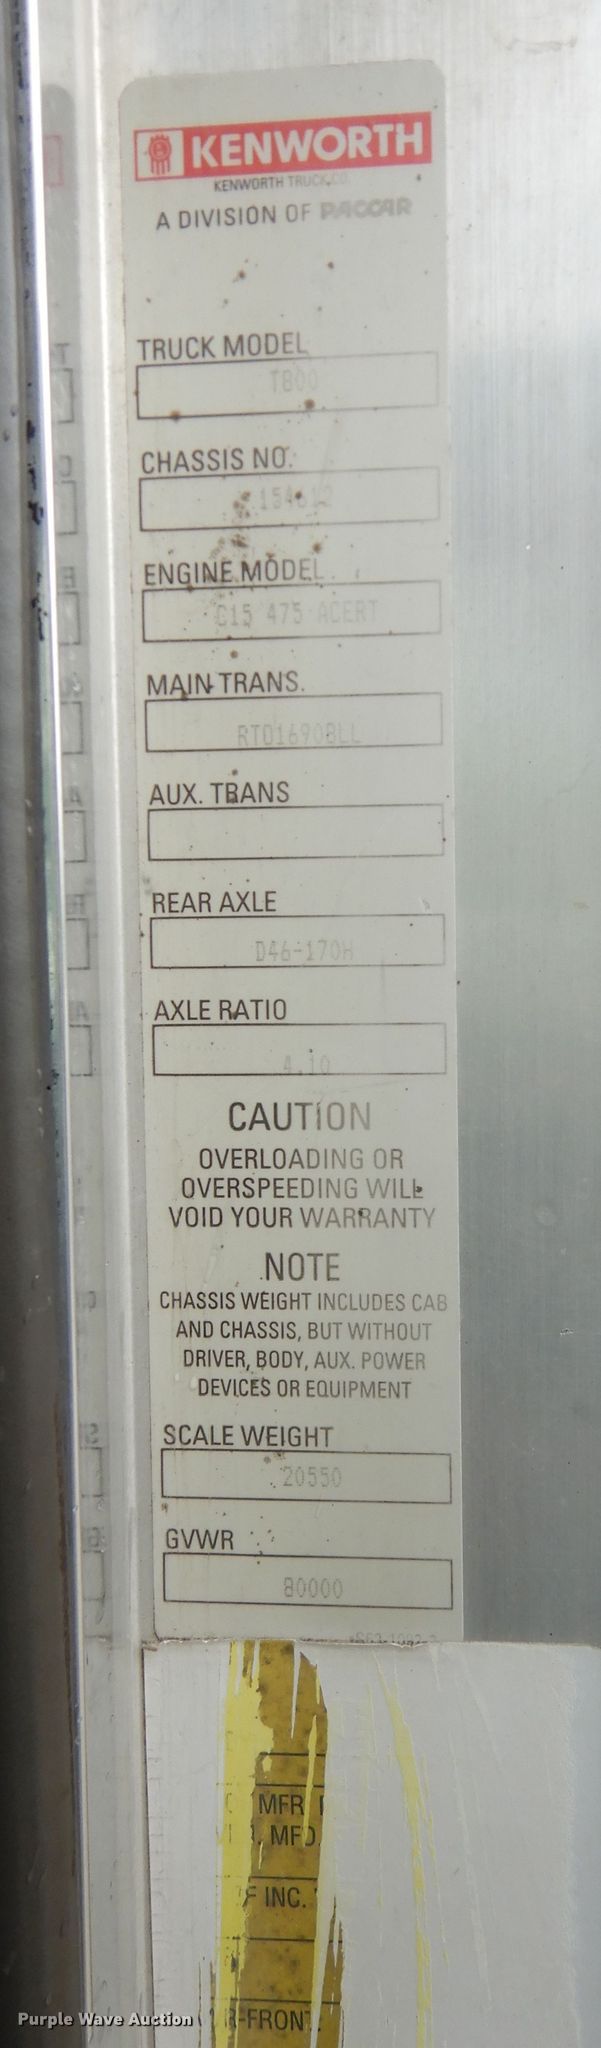 KENWORTH
KENWORTH TRUCK CO.
A DIVISION OF PACCAR
TRUCK MODEL
T800
CHASSIS NO.
ENGINE MODEL
C15 475 ACERT
MAIN TRANS.
RTO16908LL
AUX. TRANS
REAR AXLE
D46-170H
AXLE RATIO
4.10
CAUTION
OVERLOADING OR
OVERSPEEDING WILL
VOID YOUR WARRANTY
NOTE
CHASSIS WEIGHT INCLUDES CAB
AND CHASSIS, BUT WITHOUT
DRIVER, BODY, AUX. POWER
DEVICES OR EQUIPMENT
SCALE WEIGHT
20550
GVWR
80000
MFR
MFD.
F INC.
R-FRONT.
Purple Wave Auction